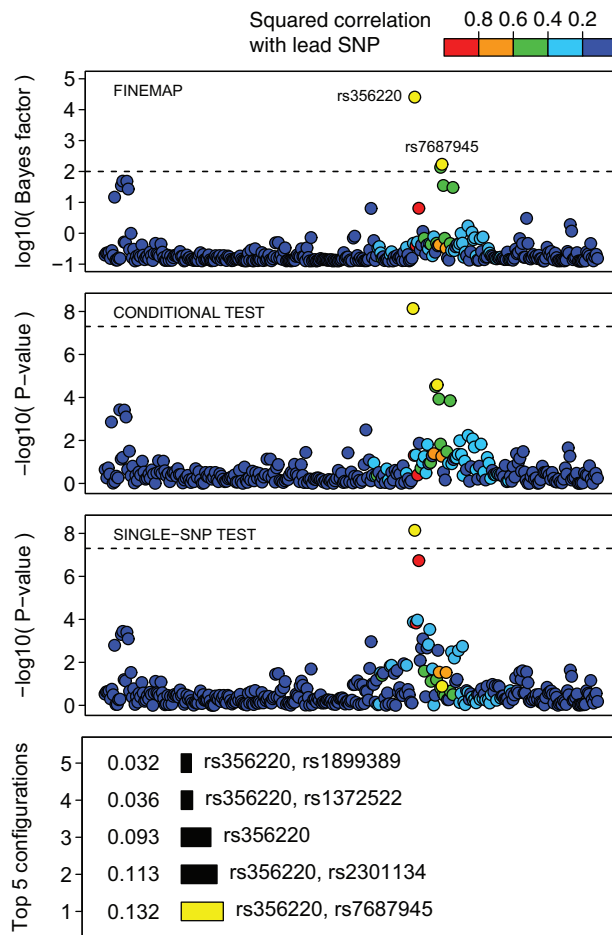 Squared correlation
with lead SNP
0.8 0.6 0.4 0.2
log10( Bayes factor )
5
4
3
2
1
0
−1
FINEMAP
rs356220
rs7687945
−log10( P−value )
8
6
4
2
0
CONDITIONAL TEST
−log10( P−value )
8
6
4
2
0
SINGLE−SNP TEST
Top 5 configurations
5 0.032 rs356220, rs1899389
4 0.036 rs356220, rs1372522
3 0.093 rs356220
2 0.113 rs356220, rs2301134
1 0.132 rs356220, rs7687945